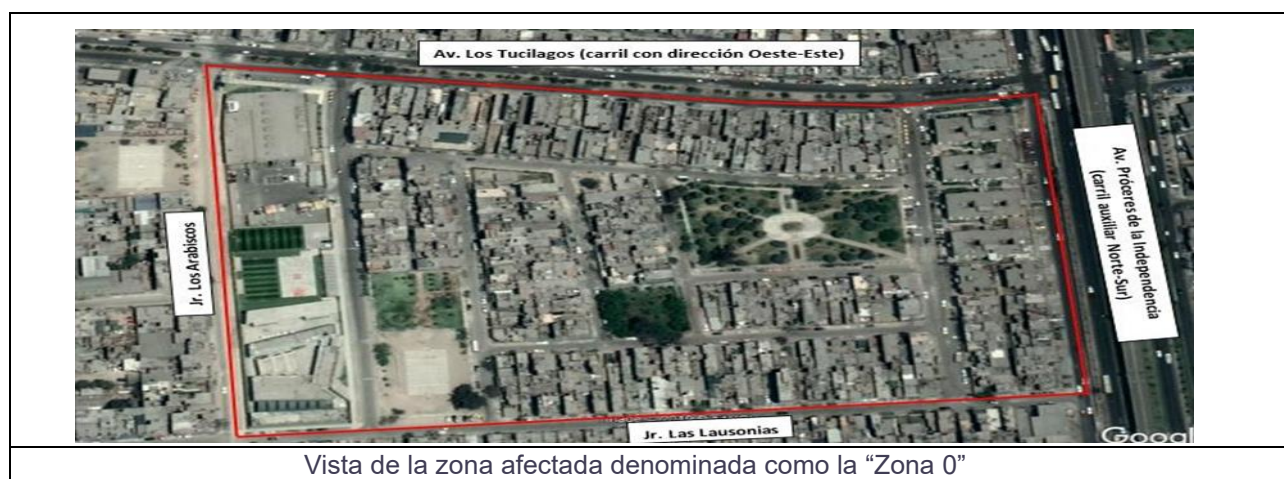 Av. Los Tucilagos (carril con dirección Oeste-Este)
Jr. Los Arabiscos
Av. Próceres de la Independencia
(carril auxiliar Norte-Sur)
Jr. Las Lausonias
Googl
Vista de la zona afectada denominada como la “Zona 0”